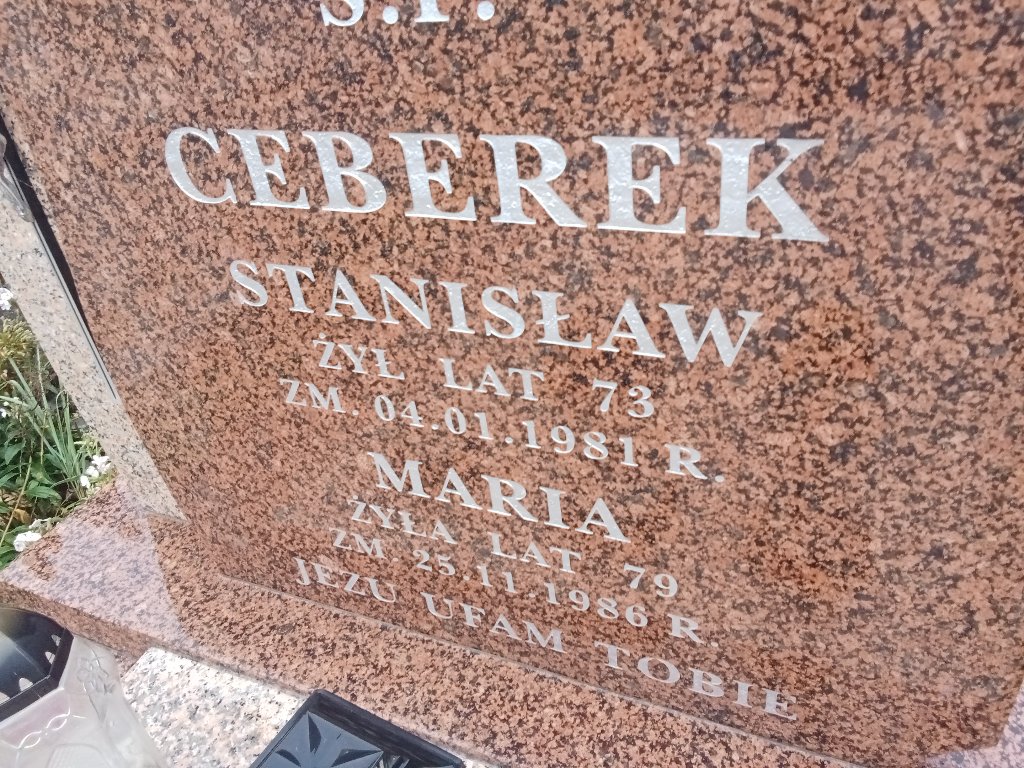 Ś.P.
CEBEREK
STANISŁAW
ŻYŁ LAT 73
ZM. 04.01.1981 R.
MARIA
ŻYŁA LAT 79
ZM. 25.11.1986 R.
JEZU UFAM TOBIE